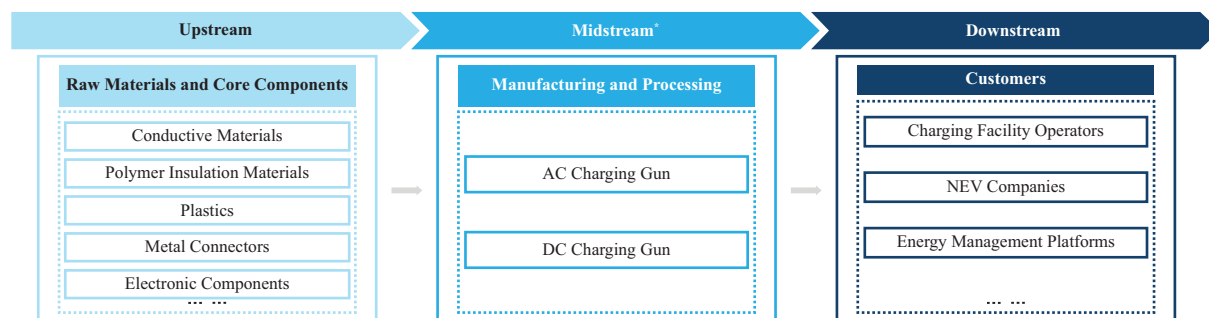 Upstream
Midstream*
Downstream
Raw Materials and Core Components
Conductive Materials
Polymer Insulation Materials
Plastics
Metal Connectors
Electronic Components
... ...
Manufacturing and Processing
AC Charging Gun
DC Charging Gun
Customers
Charging Facility Operators
NEV Companies
Energy Management Platforms
... ...